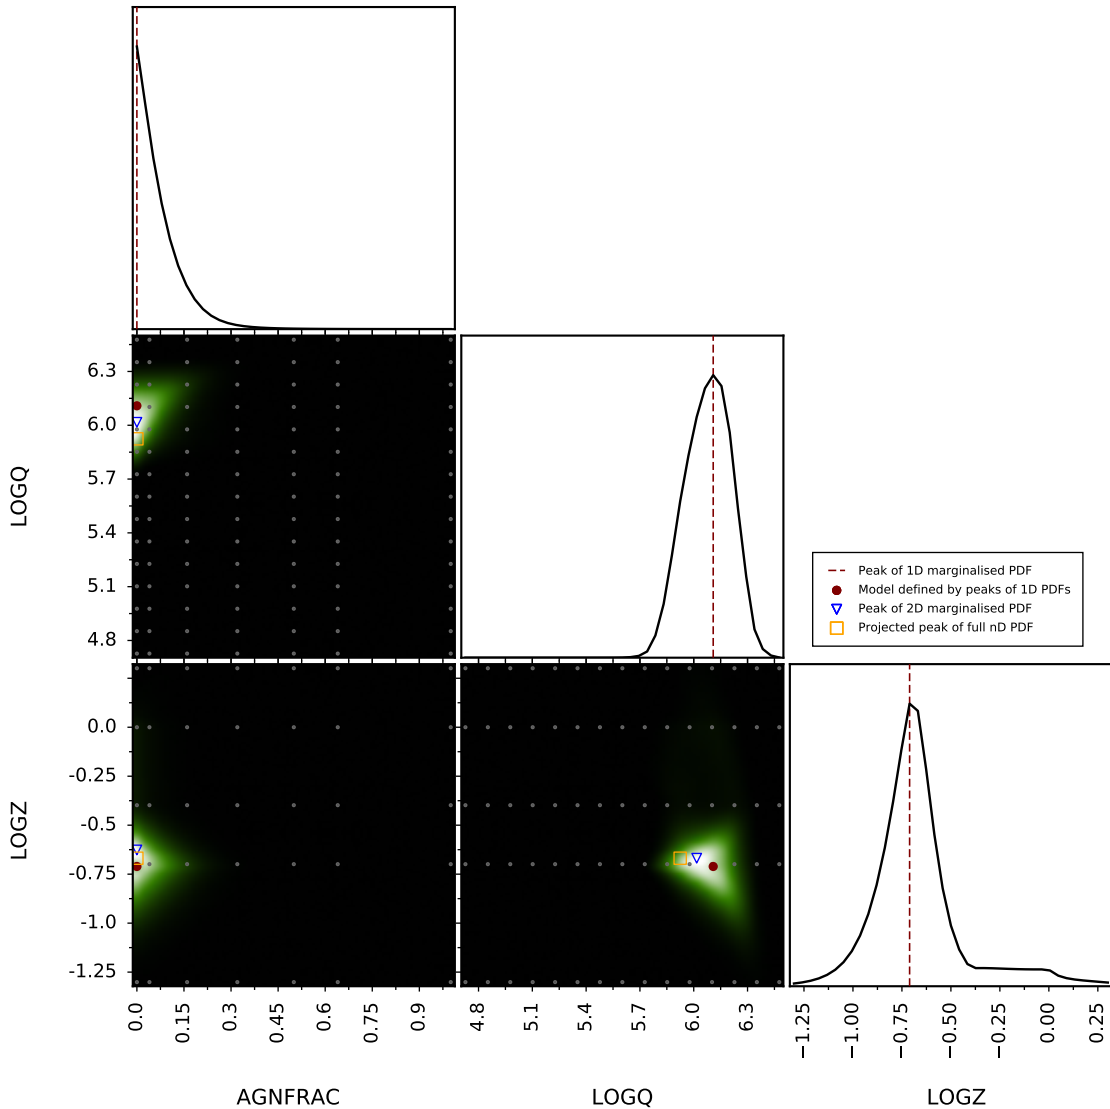 6.3
6.0
5.7
5.4
5.1
4.8
LOGQ
Peak of 1D marginalised PDF
Model defined by peaks of 1D PDFs
Peak of 2D marginalised PDF
Projected peak of full nD PDF
0.0
-0.25
-0.5
-0.75
-1.0
-1.25
LOGZ
0.0 0.15 0.3 0.45 0.6 0.75 0.9
4.8 5.1 5.4 5.7 6.0 6.3
−1.25 −1.00 −0.75 −0.50 −0.25 0.00 0.25
AGNFRAC LOGQ LOGZ